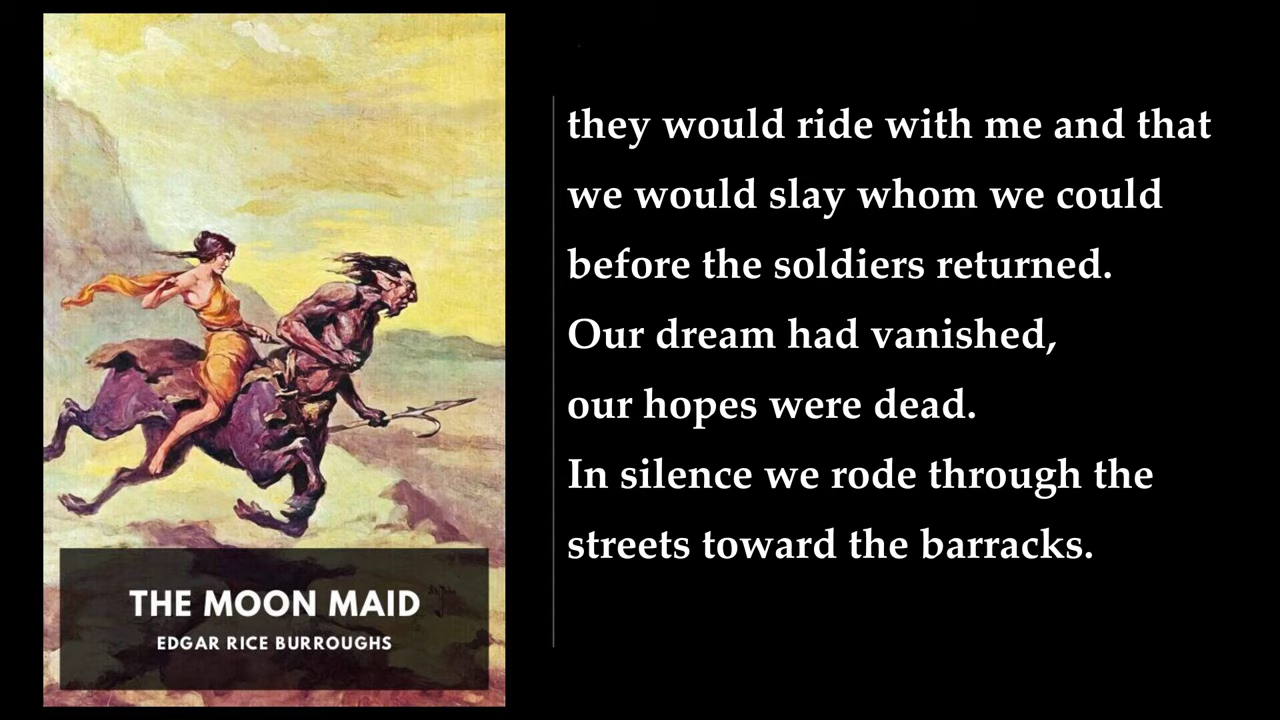 they would ride with me and that
we would slay whom we could
before the soldiers returned.
Our dream had vanished,
our hopes were dead.
In silence we rode through the
streets toward the barracks.
THE MOON MAID
EDGAR RICE BURROUGHS